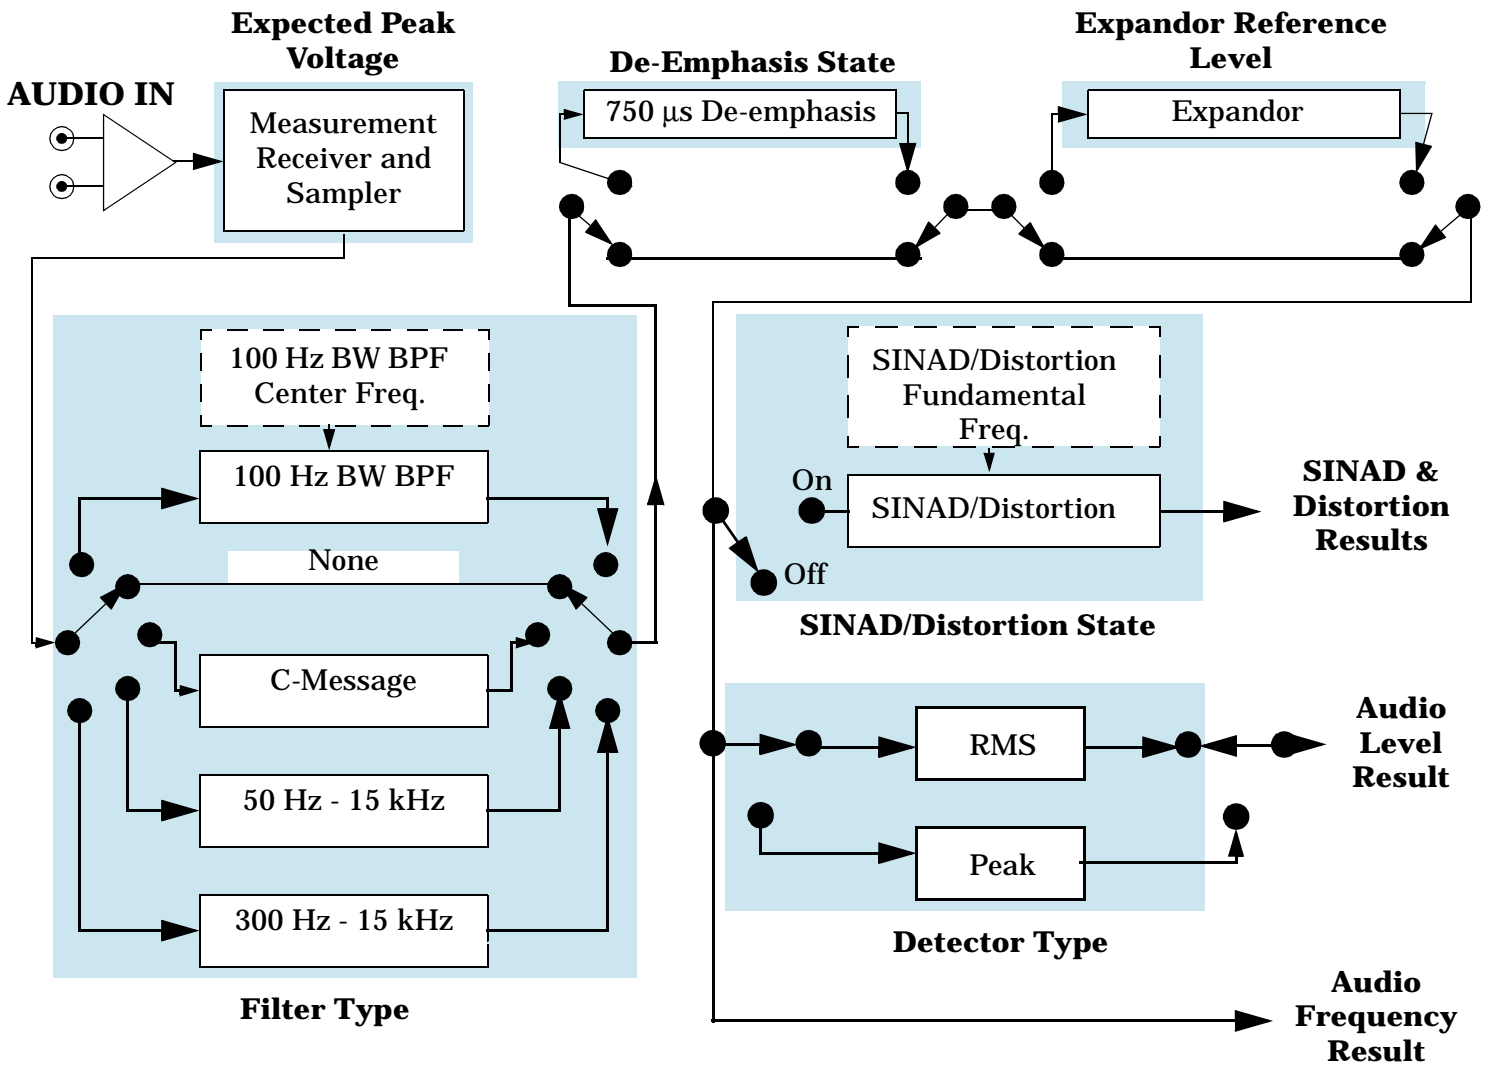 Expected Peak
Voltage
AUDIO IN
Measurement
Receiver and
Sampler
De-Emphasis State
750 µs De-emphasis
Expandor Reference
Level
Expandor
100 Hz BW BPF
Center Freq.
100 Hz BW BPF
None
C-Message
50 Hz - 15 kHz
300 Hz - 15 kHz
Filter Type
SINAD/Distortion
Fundamental
Freq.
On
SINAD/Distortion
Off
SINAD/Distortion State
SINAD &
Distortion
Results
RMS
Peak
Detector Type
Audio
Level
Result
Audio
Frequency
Result